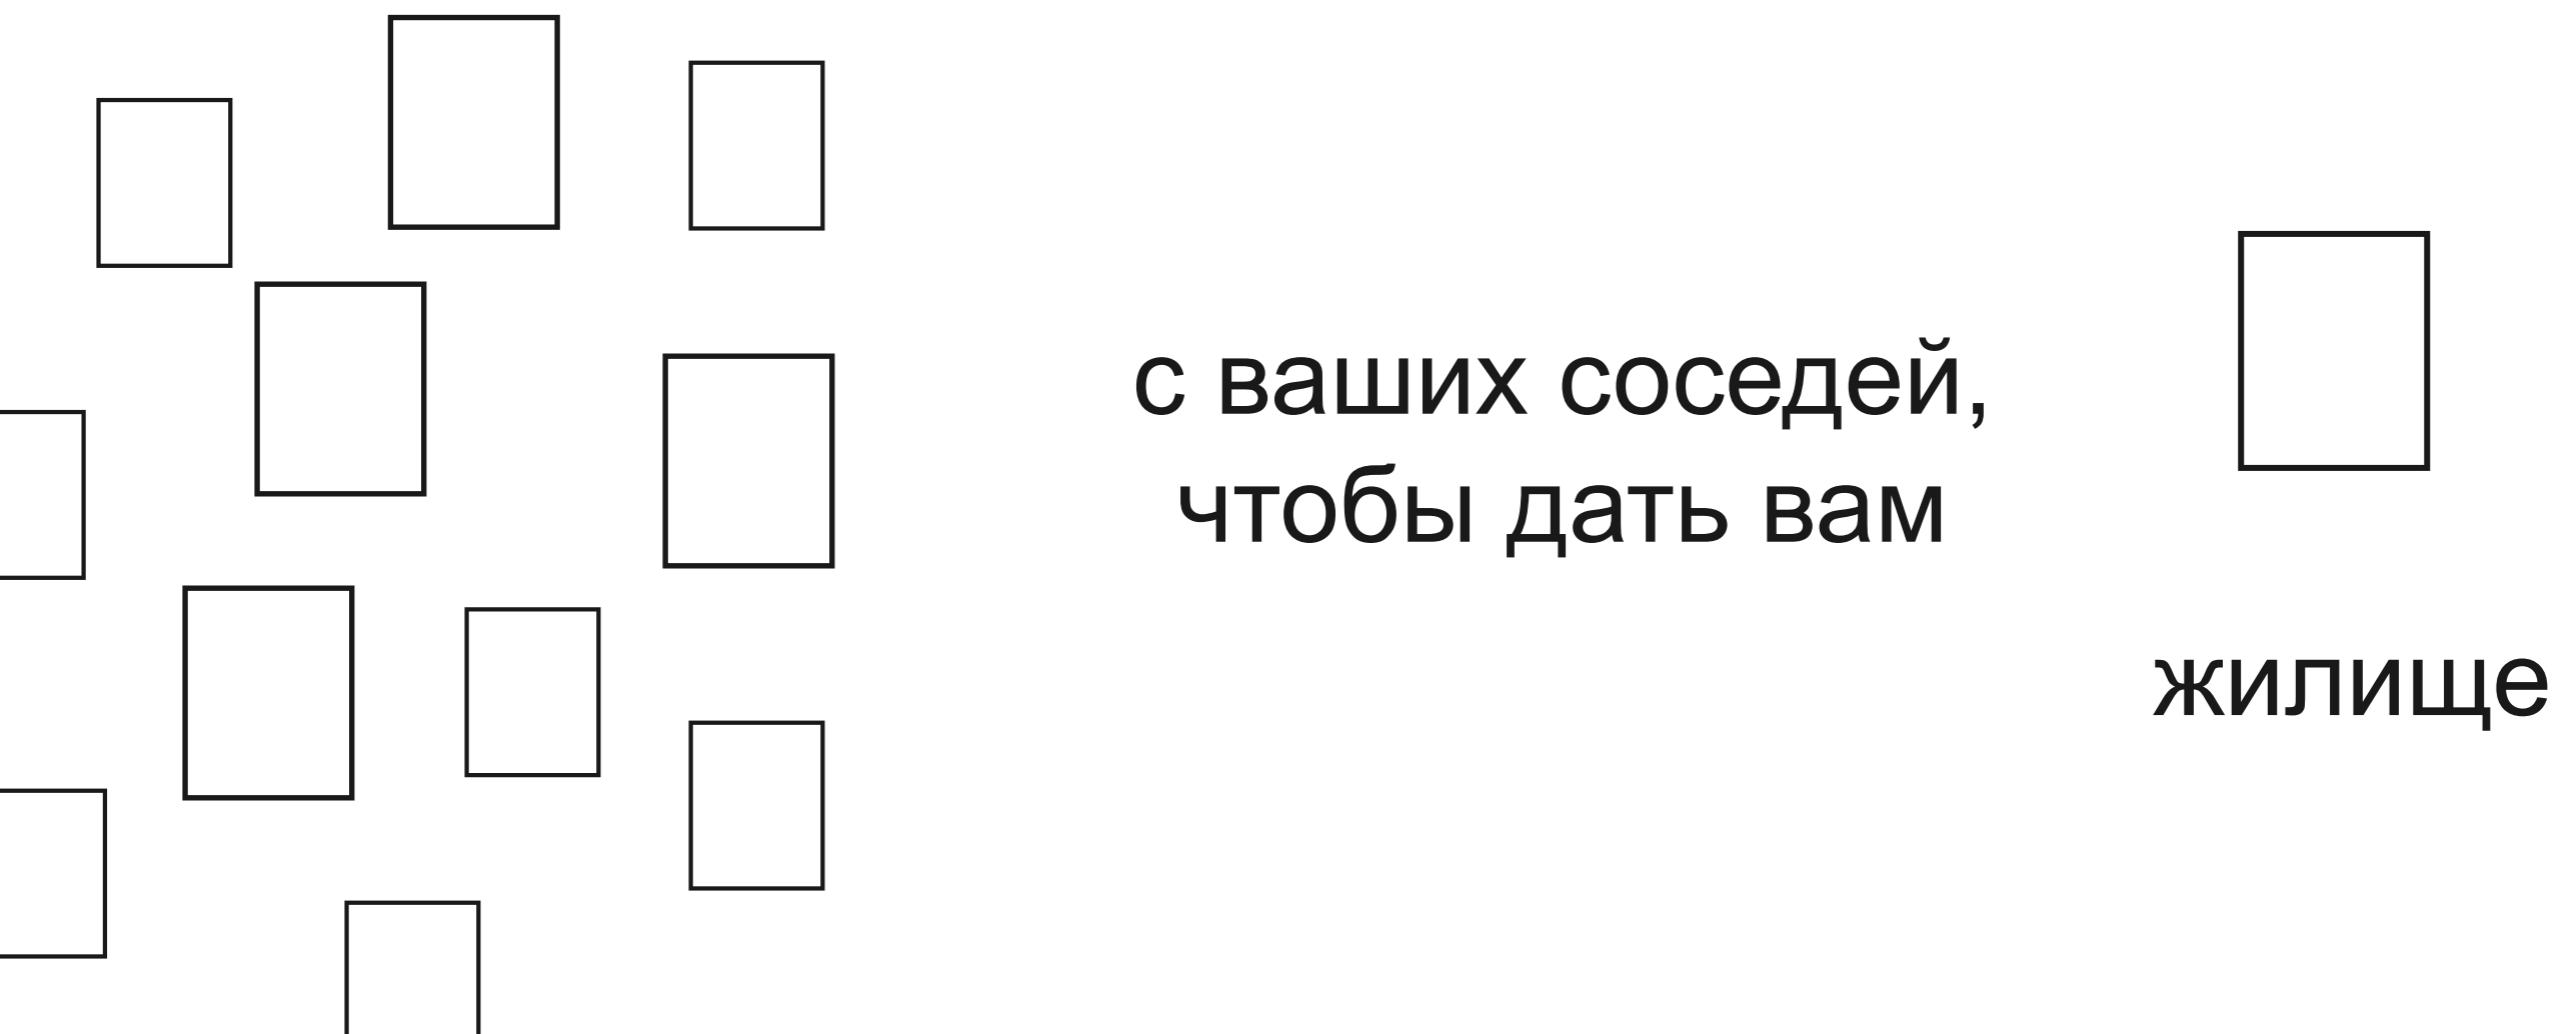 с ваших соседей,
чтобы дать вам
жилище